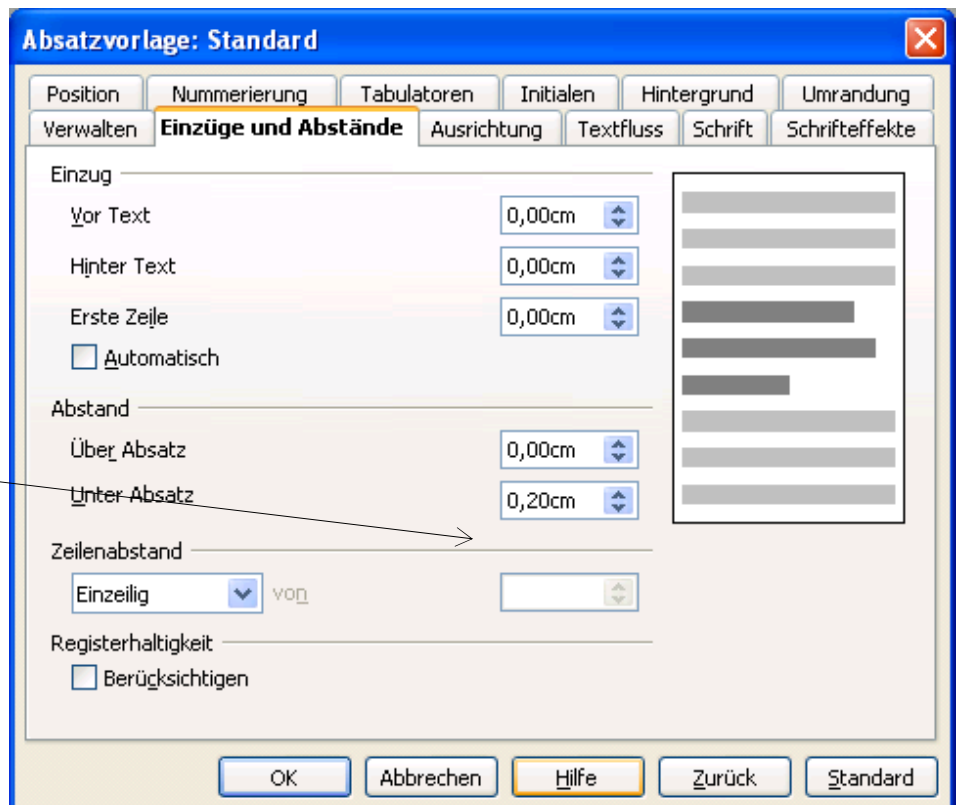 Absatzvorlage: Standard
Position Nummerierung Tabulatoren Initialen Hintergrund Umrandung
Verwalten Einzüge und Abstände Ausrichtung Textfluss Schrift Schrifteffekte
Einzug
Vor Text 0,00cm
Hinter Text 0,00cm
Erste Zeile 0,00cm
Automatisch
Abstand
Über Absatz 0,00cm
Unter Absatz 0,20cm
Zeilenabstand
Einzeilig von
Registerhaltigkeit
Berücksichtigen
OK Abbrechen Hilfe Zurück Standard